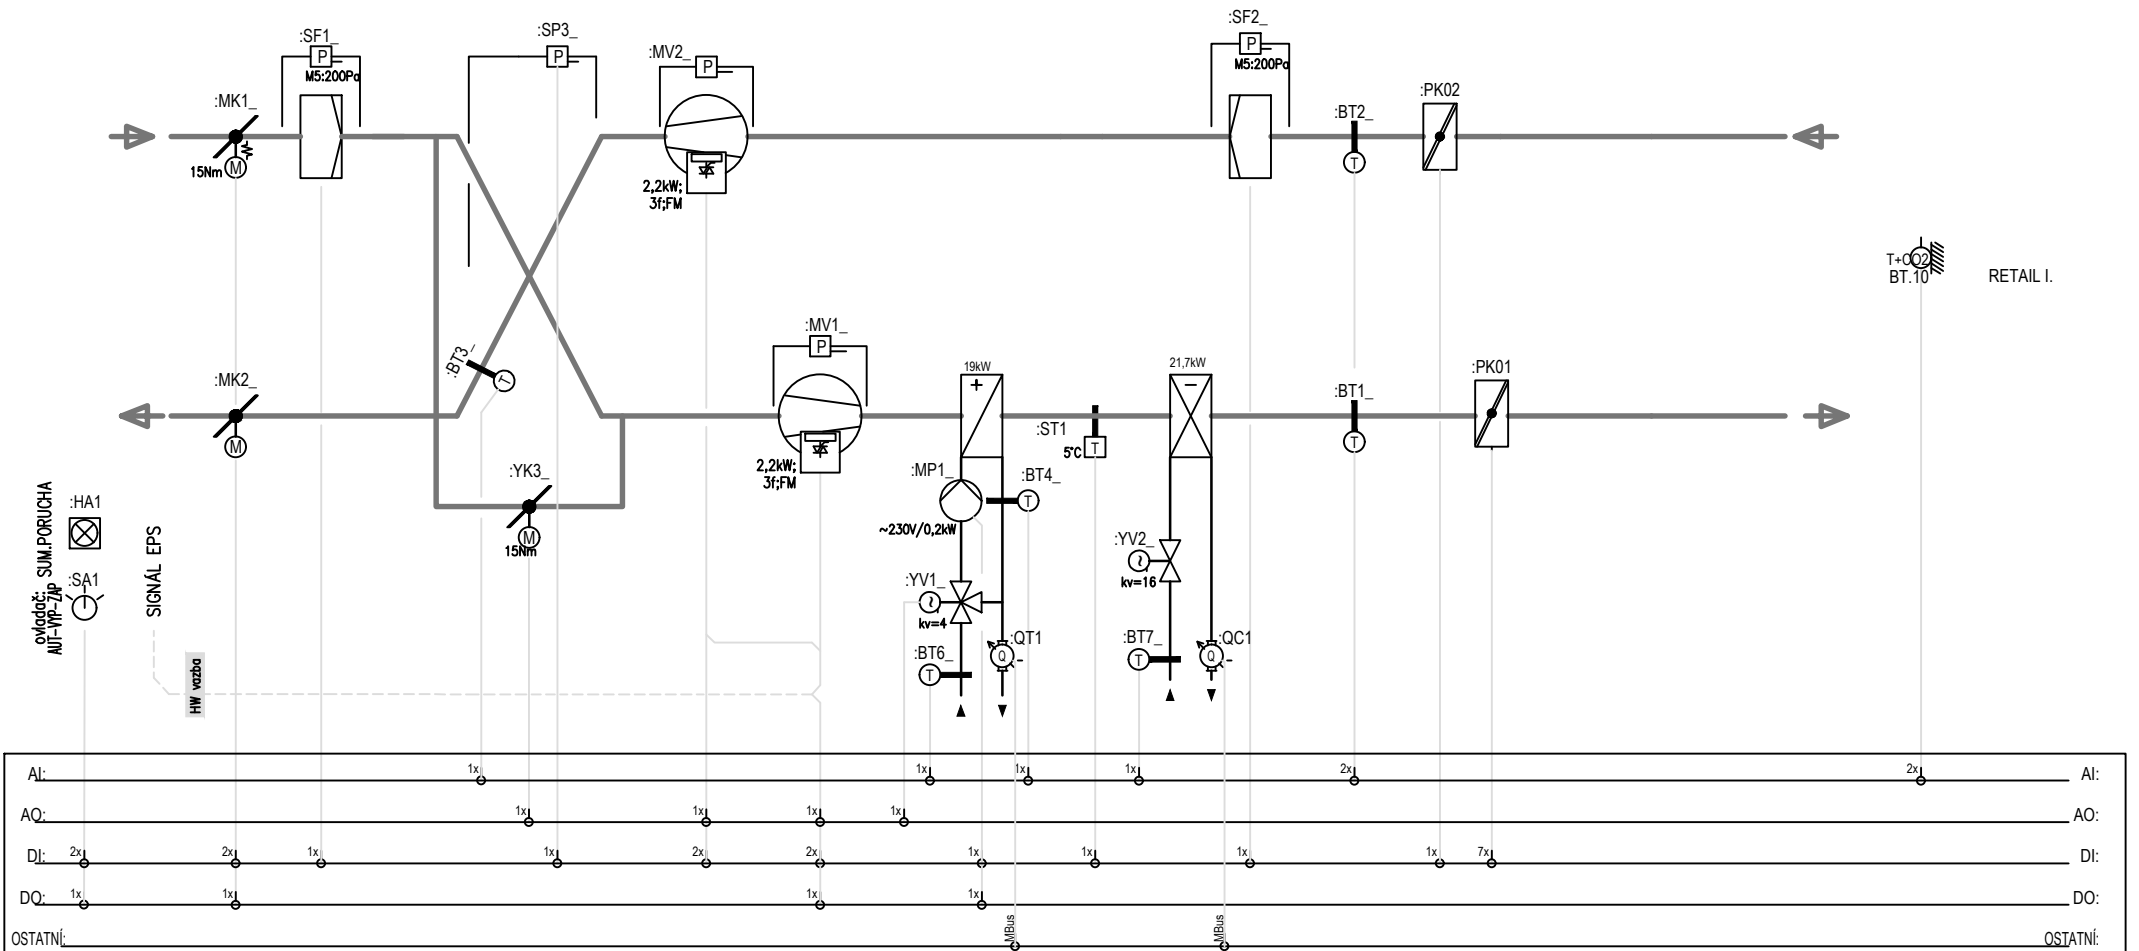 :SF1_
P
M5:200Pa
:SP3_
P
:MV2_
P
:SF2_
P
M5:200Pa
:MK1_
M
15Nm
2,2kW;
3f;FM
:BT2_
T
:PK02
T+CO2
BT.10
RETAIL I.
:MK2_
M
:BT3_
T
:MV1_
P
2,2kW;
3f;FM
19kW
+
:ST1
5°C
T
21,7kW
−
:BT1_
T
:PK01
:YK3_
M
15Nm
:MP1_
~230V/0,2kW
:BT4_
T
:YV1_
~
kv=4
:BT6_
T
:QT1
Q
-
:YV2_
~
kv=16
:BT7_
T
:QC1
Q
-
:HA1
SUM.PORUCHA
:SA1
ovladač:
AUT-VYP-ZAP
SIGNÁL EPS
HW vazba
AI: 1x 1x 1x 1x 2x 2x AI:
AO: 1x 1x 1x 1x AO:
DI: 2x 2x 1x 1x 2x 2x 1x 1x 1x 1x 7x DI:
DO: 1x 1x 1x 1x DO:
OSTATNÍ: MBus MBus OSTATNÍ: